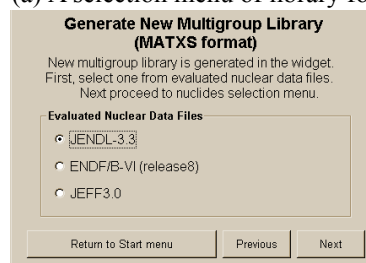 (a) A selection menu of library fo
Generate New Multigroup Library
(MATXS format)
New multigroup library is generated in the widget.
First, select one from evaluated nuclear data files.
Next proceed to nuclides selection menu.
Evaluated Nuclear Data Files
JENDL-3.3
ENDF/B-VI (release8)
JEFF3.0
Return to Start menu
Previous
Next